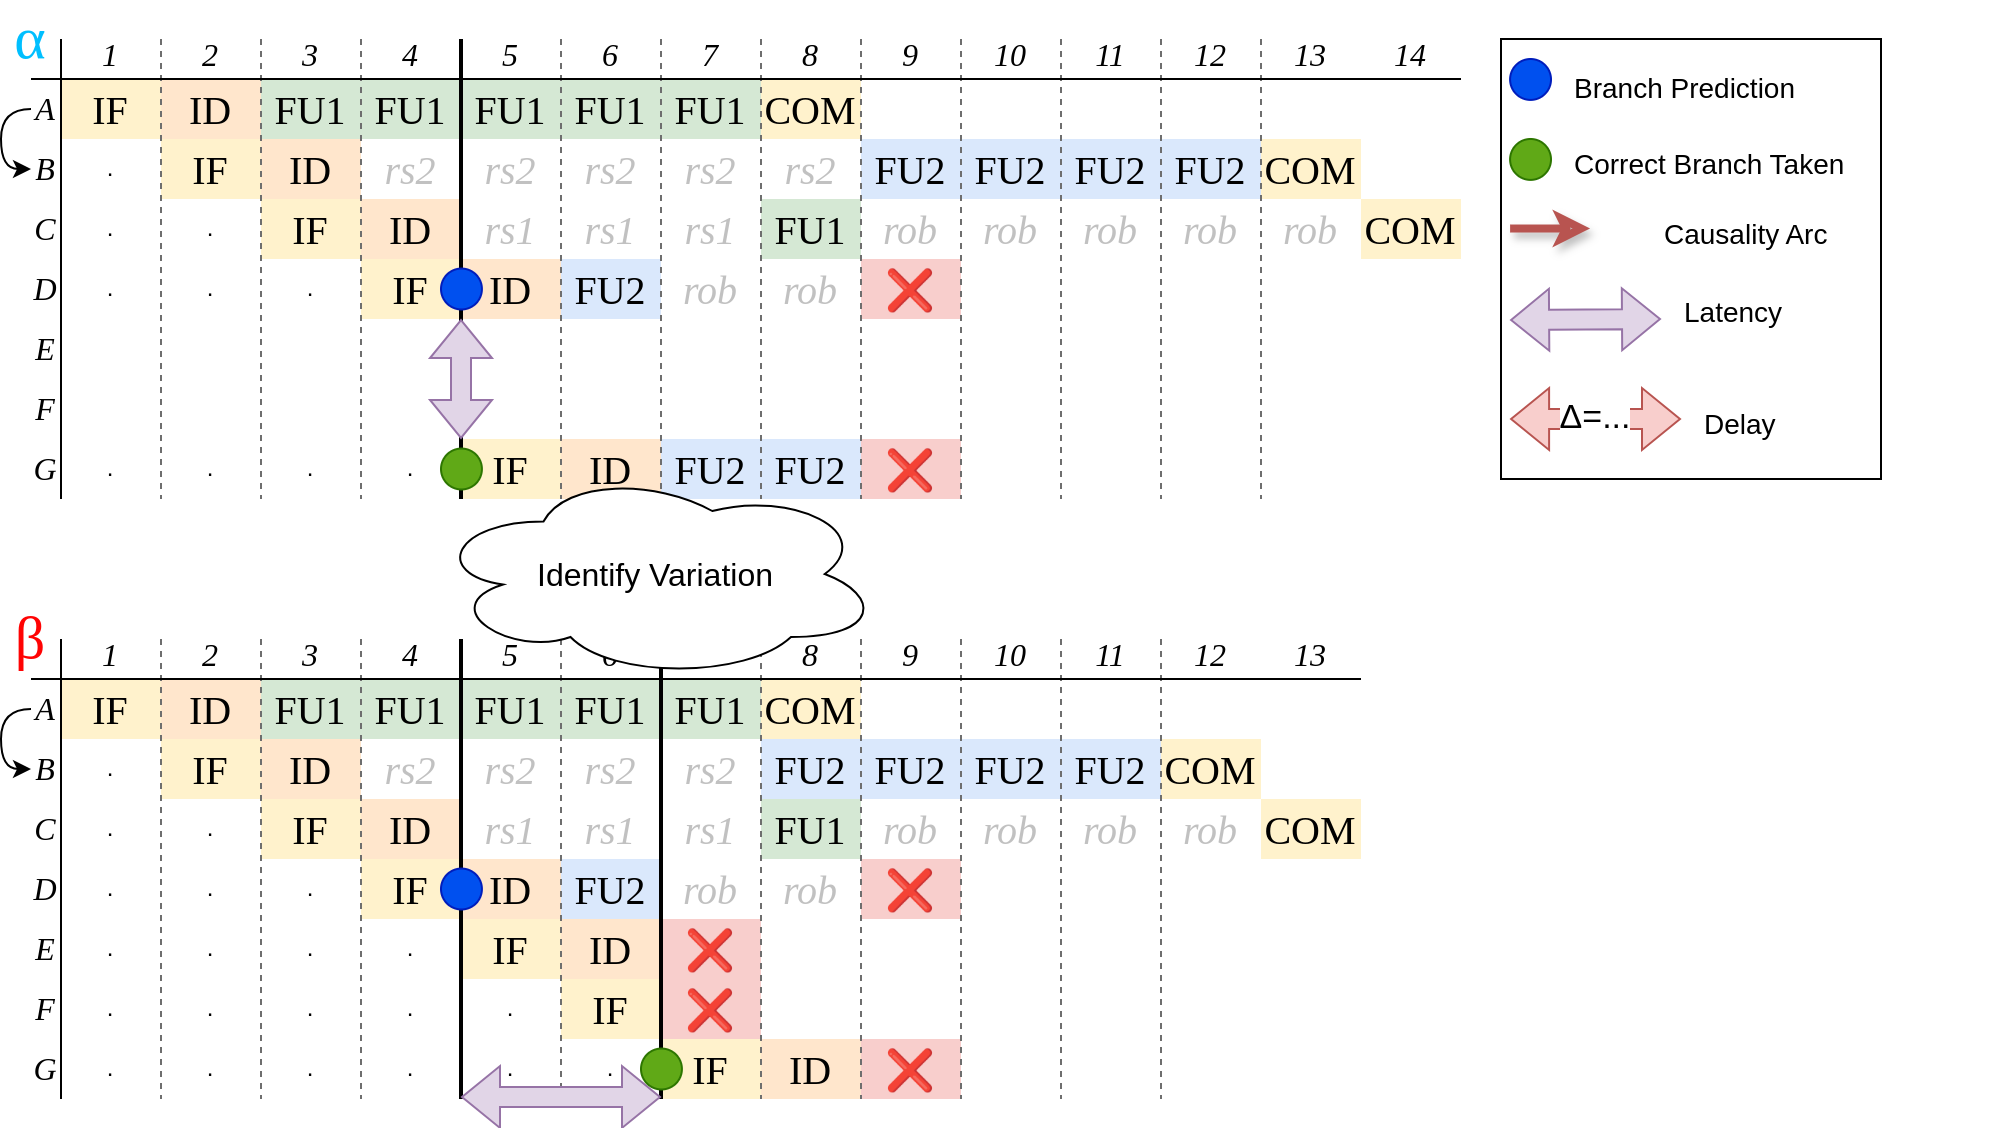 α
1 2 3 4 5 6 7 8 9 10 11 12 13 14
A IF ID FU1 FU1 FU1 FU1 FU1 COM
B . IF ID rs2 rs2 rs2 rs2 rs2 FU2 FU2 FU2 FU2 COM
C . . IF ID rs1 rs1 rs1 FU1 rob rob rob rob rob COM
D . . . IF ID FU2 rob rob ❌
E
F
G . . . . IF ID FU2 FU2 ❌
Branch Prediction
Correct Branch Taken
Causality Arc
Latency
Δ=... Delay
Identify Variation
β
1 2 3 4 5 8 9 10 11 12 13
A IF ID FU1 FU1 FU1 FU1 FU1 COM
B . IF ID rs2 rs2 rs2 rs2 FU2 FU2 FU2 FU2 COM
C . . IF ID rs1 rs1 rs1 FU1 rob rob rob rob COM
D . . . IF ID FU2 rob rob ❌
E . . . . IF ID ❌
F . . . . . IF ❌
G . . . . . . IF ID ❌